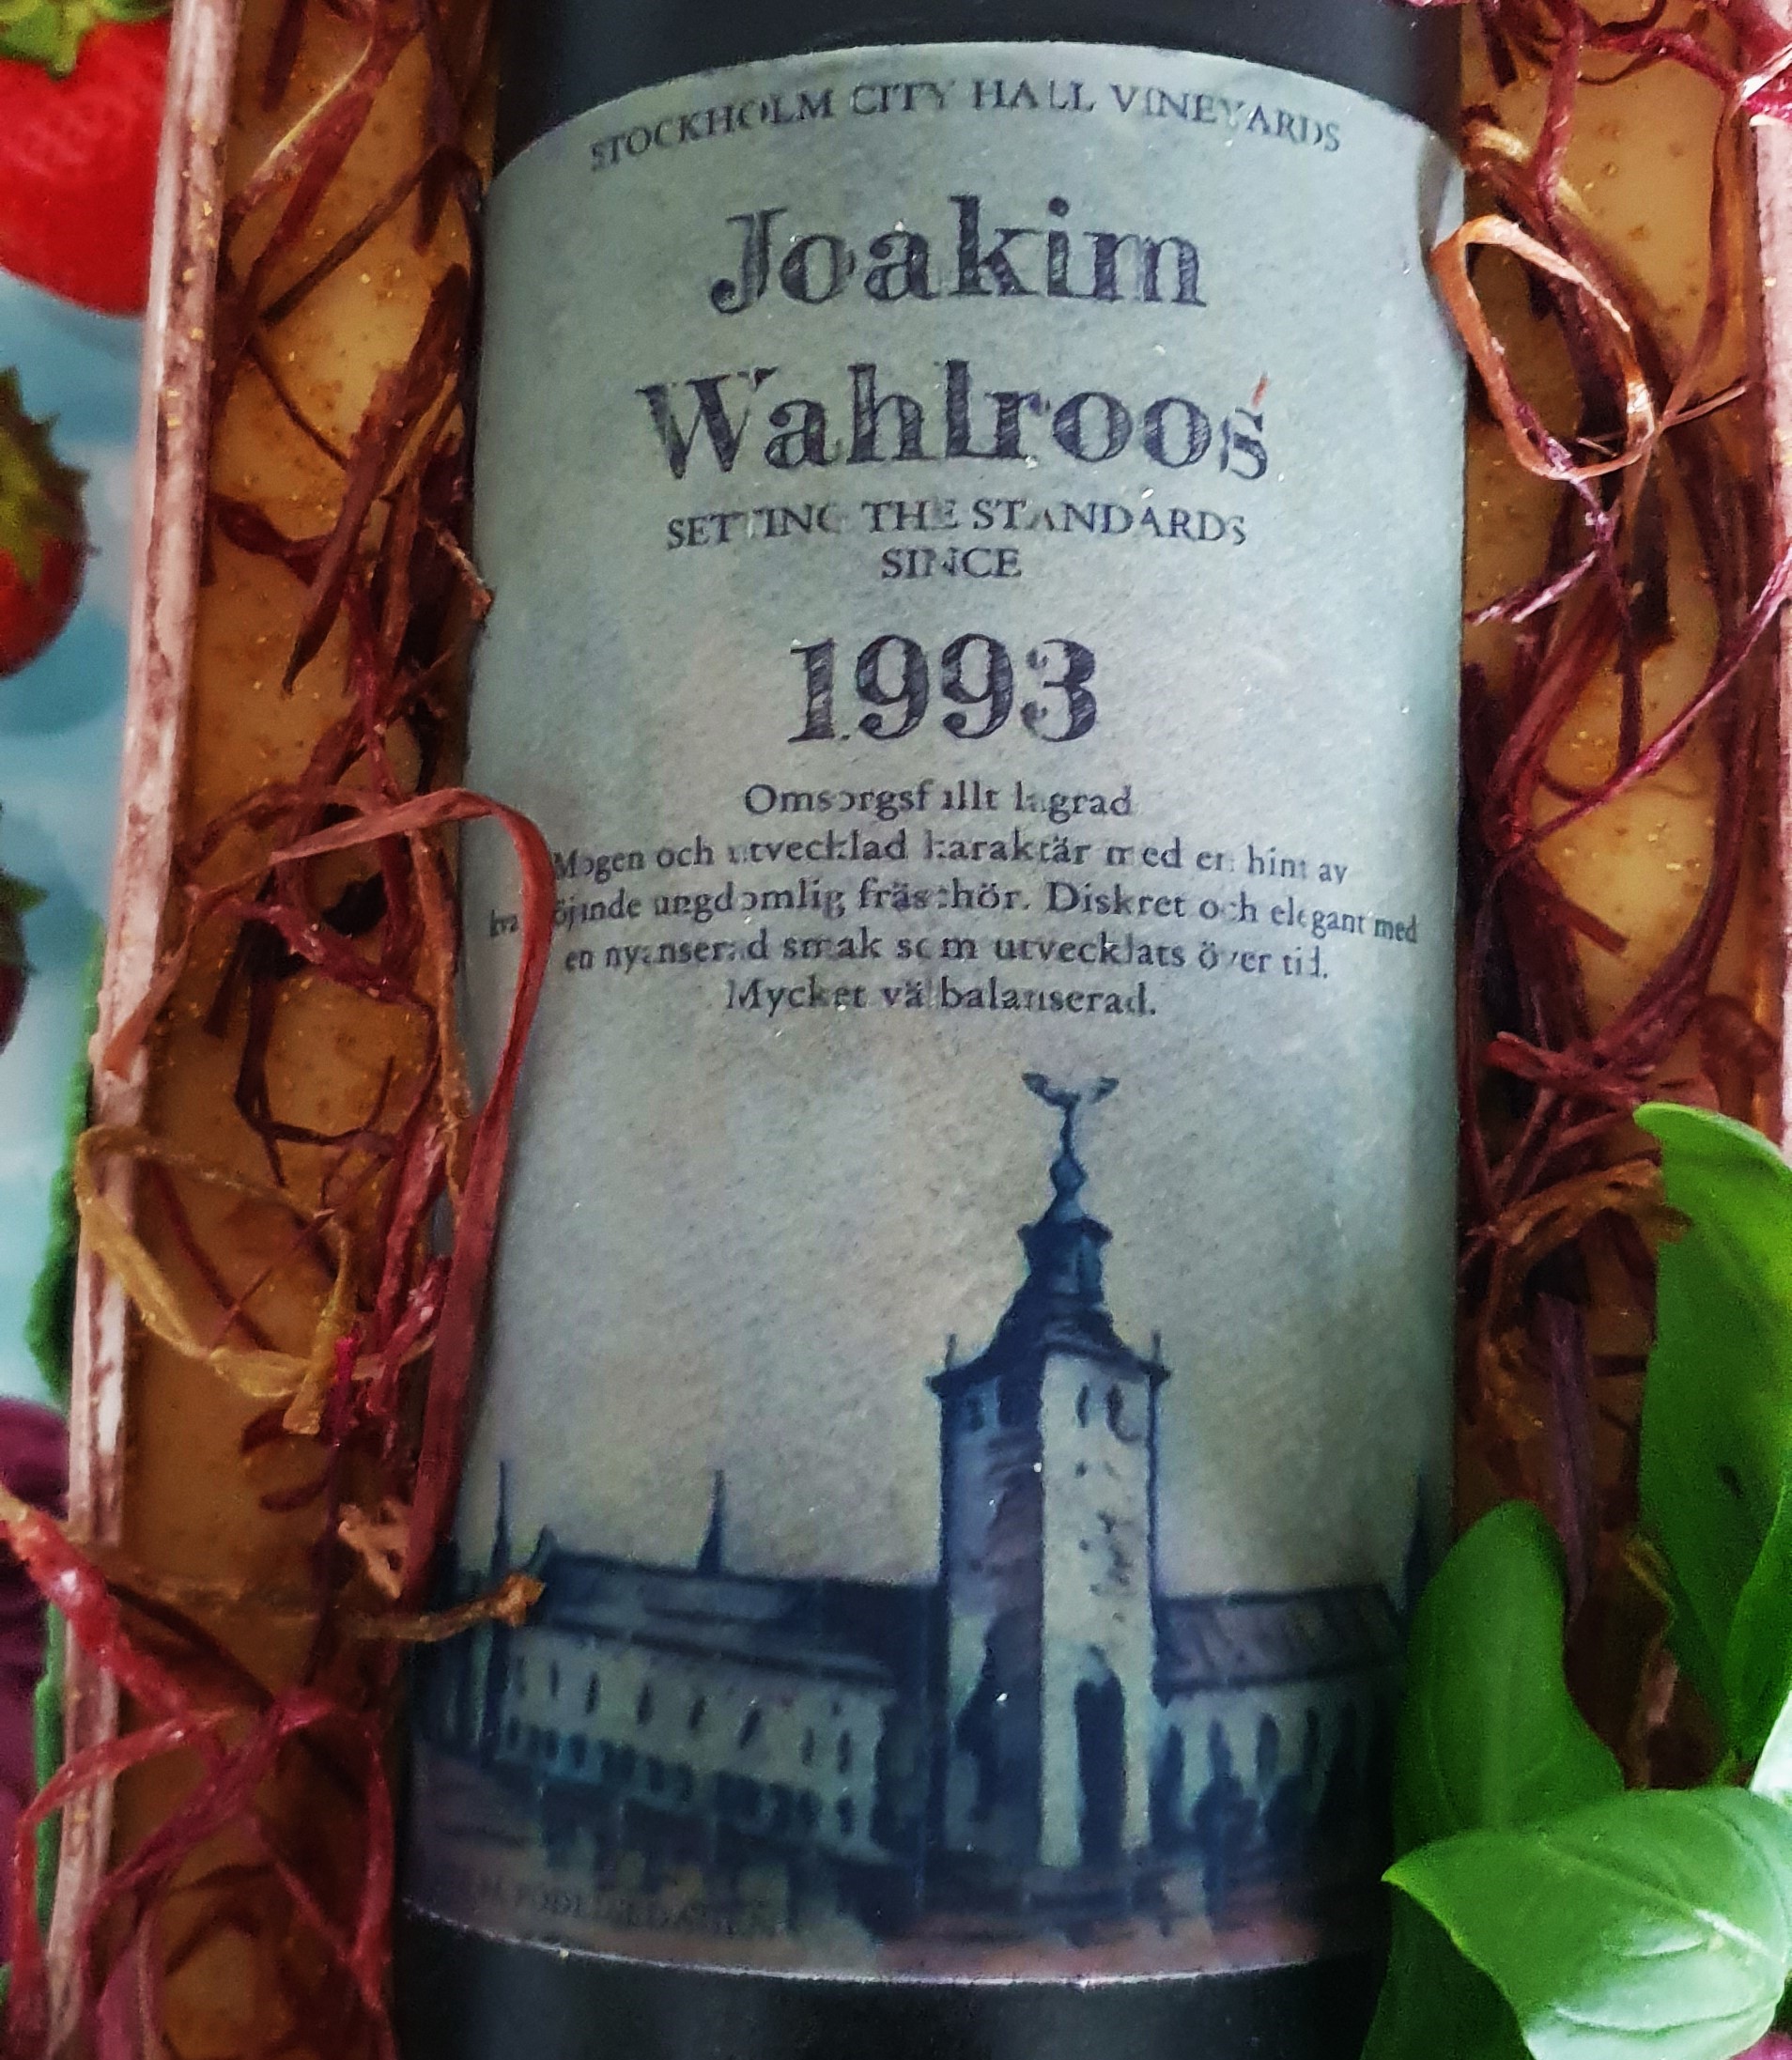 STOCKHOLM CITY HALL VINEYARDS
Joakim
Wahlroos
SETTING THE STANDARDS
SINCE
1993
Omsorgsfullt lagrad
Mogen och utvecklad karaktär med en hint av
ungdomlig fräschör. Diskret och elegant med
en nyanserad smak som utvecklats över tid.
Mycket välbalanserad.